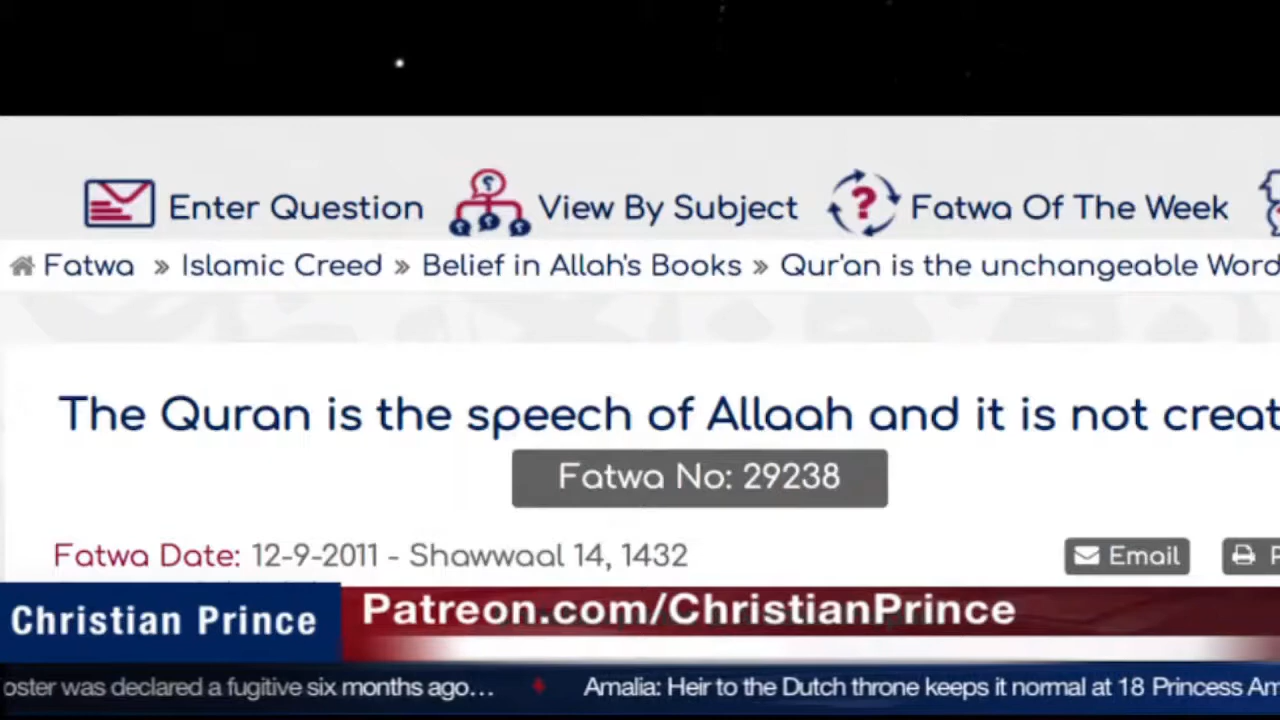 Enter Question View By Subject Fatwa Of The Week
Fatwa » Islamic Creed » Belief in Allah's Books » Qur'an is the unchangeable Word
The Quran is the speech of Allaah and it is not creat
Fatwa No: 29238
Fatwa Date: 12-9-2011 - Shawwaal 14, 1432 Email P
Christian Prince Patreon.com/ChristianPrince
oster was declared a fugitive six months ago... Amalia: Heir to the Dutch throne keeps it normal at 18 Princess Am